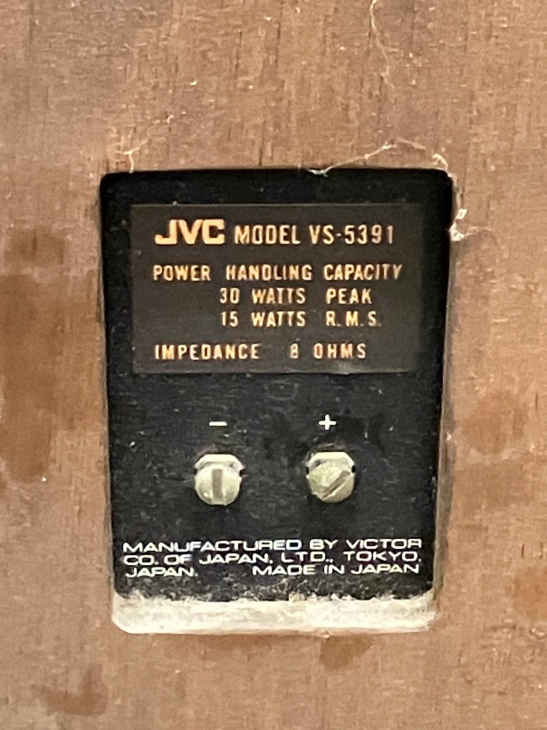 JVC MODEL VS-5391
POWER HANDLING CAPACITY
30 WATTS PEAK
15 WATTS R.M.S.
IMPEDANCE 8 OHMS
- +
MANUFACTURED BY VICTOR
CO. OF JAPAN, LTD., TOKYO,
JAPAN. MADE IN JAPAN